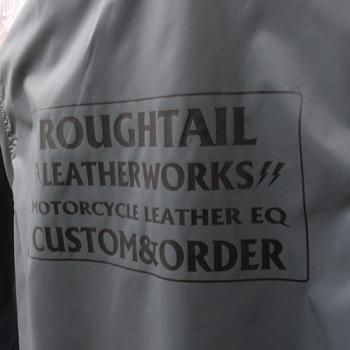 ROUGHTAIL
LEATHERWORKS
MOTORCYCLE LEATHER EQ
CUSTOM&ORDER